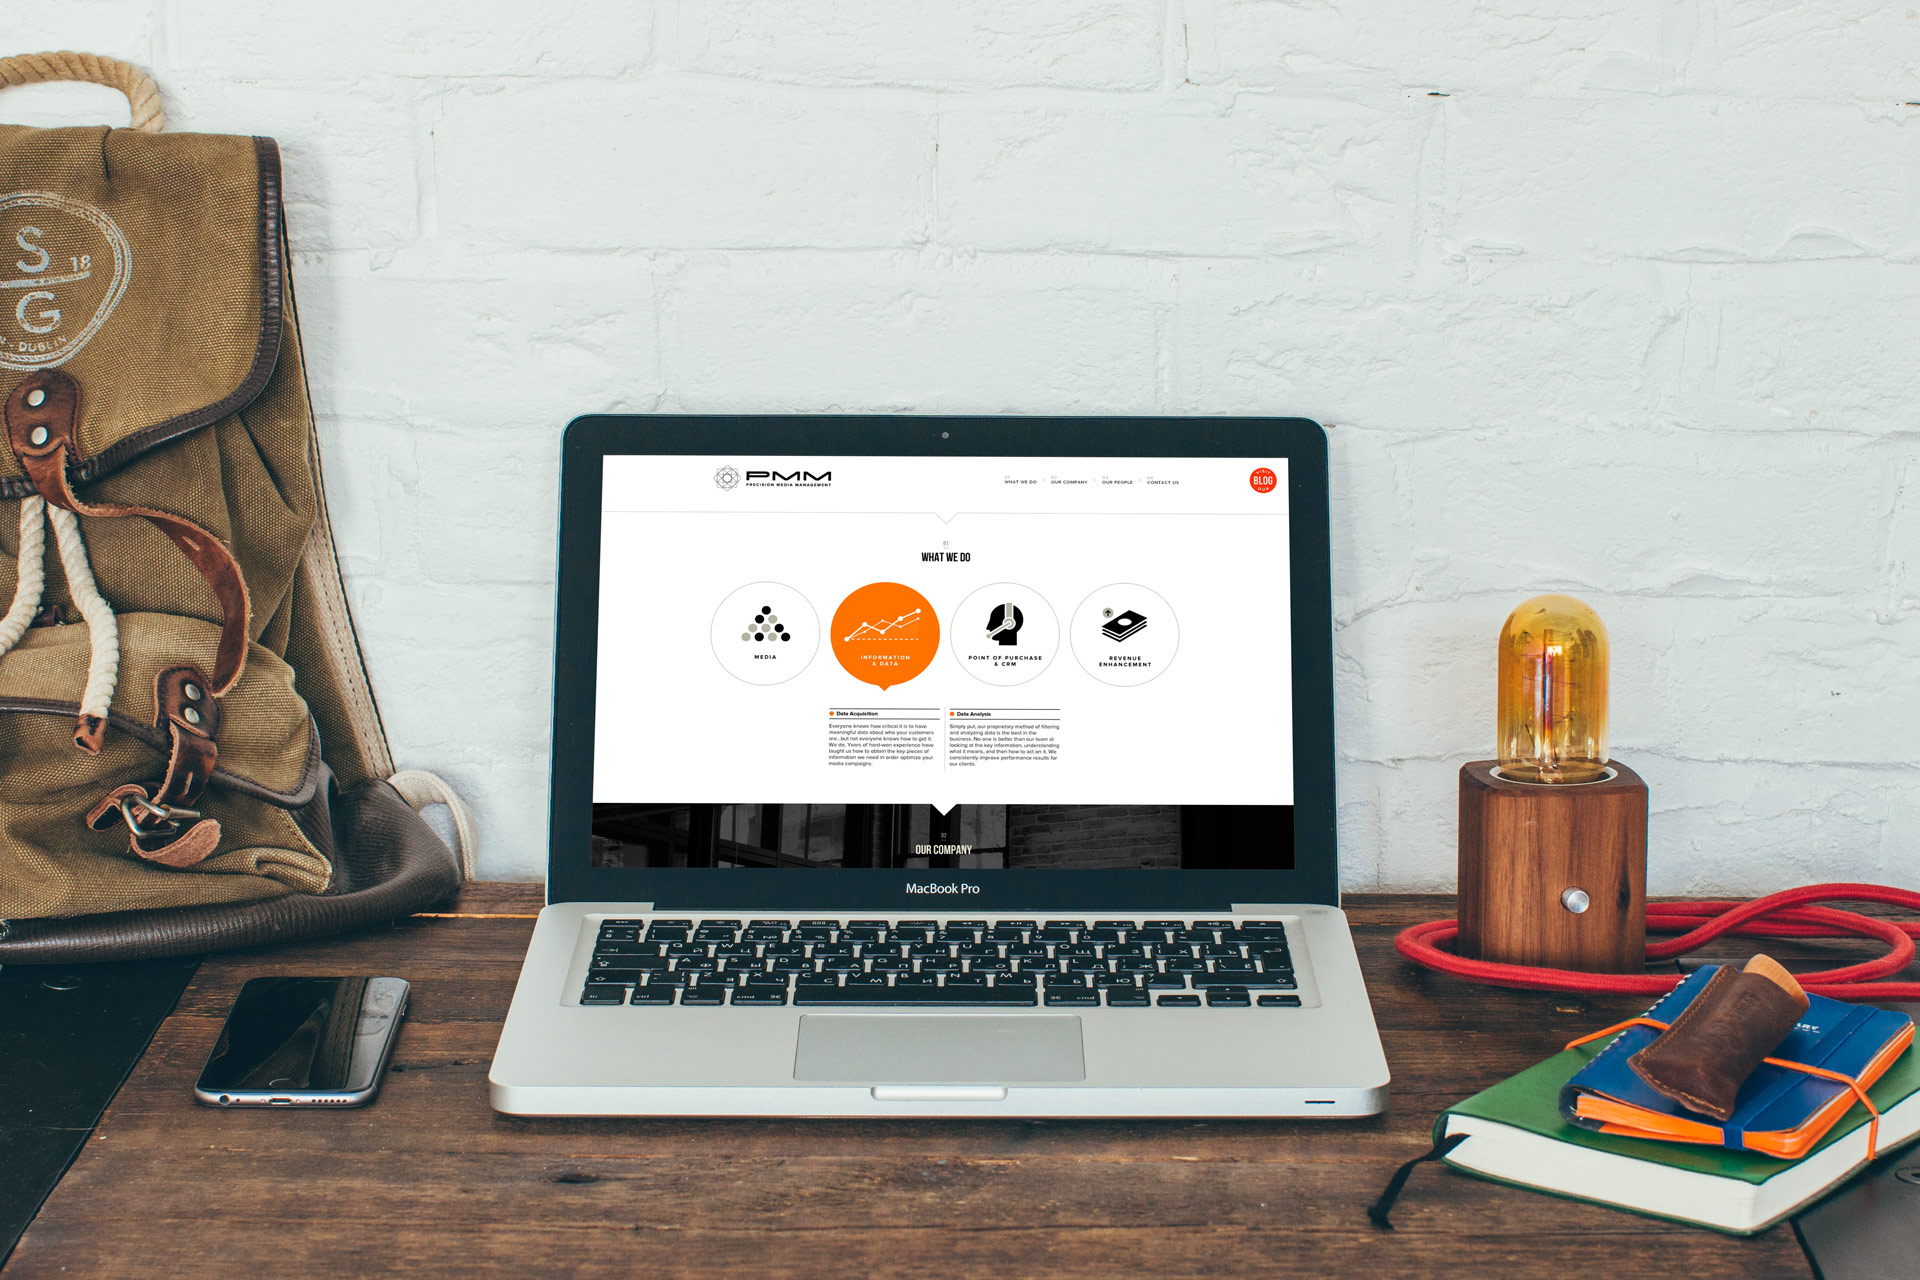 S
18
G
DUBLIN
PMM
PRECISION MEDIA MANAGEMENT
WHAT WE DO
OUR COMPANY
OUR PEOPLE
CONTACT US
VISIT
BLOG
OUR
01
WHAT WE DO
MEDIA
INFORMATION
& DATA
POINT OF PURCHASE
& CRM
REVENUE
ENHANCEMENT
Data Acquisition
Everyone knows how critical it is to have
meaningful data about who your customers
are...but not everyone knows how to get it.
We do. Years of hard-won experience have
taught us how to obtain the key pieces of
information we need in order optimize your
media campaigns.
Data Analysis
Simply put, our proprietary method of filtering
and analyzing data is the best in the
business. No one is better than our team at
looking at the key information, understanding
what it means, and then how to act on it. We
consistently improve performance results for
our clients.
02
OUR COMPANY
MacBook Pro